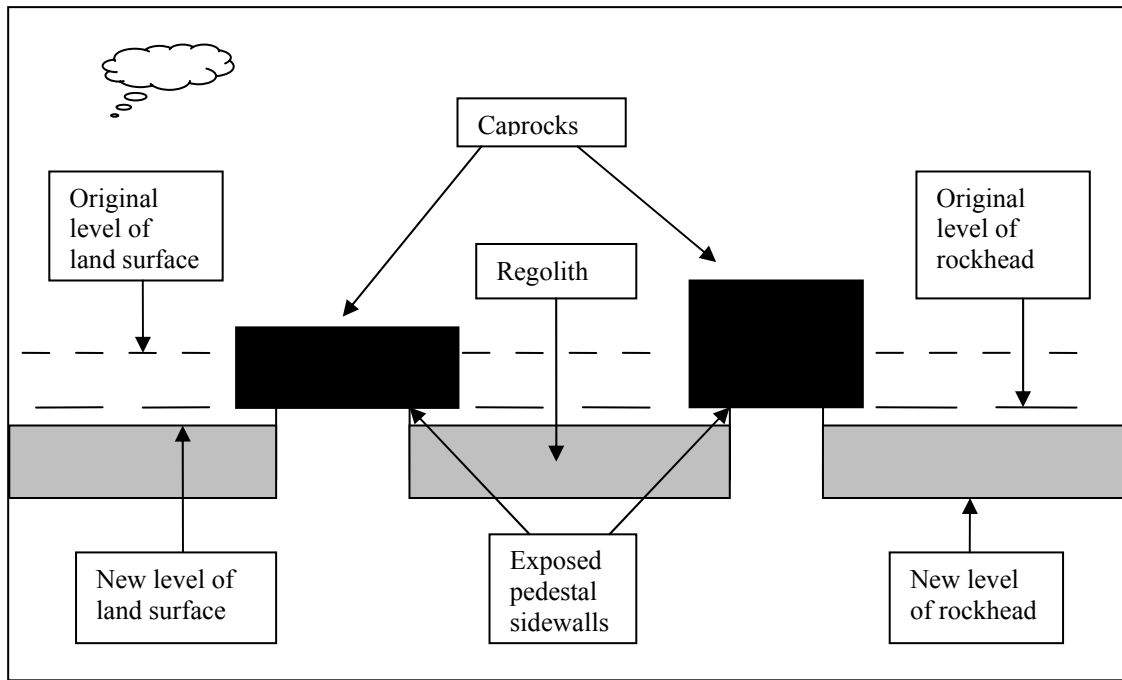 Caprocks
Original
level of
land surface
Regolith
Original
level of
rockhead
New level of
land surface
Exposed
pedestal
sidewalls
New level
of rockhead